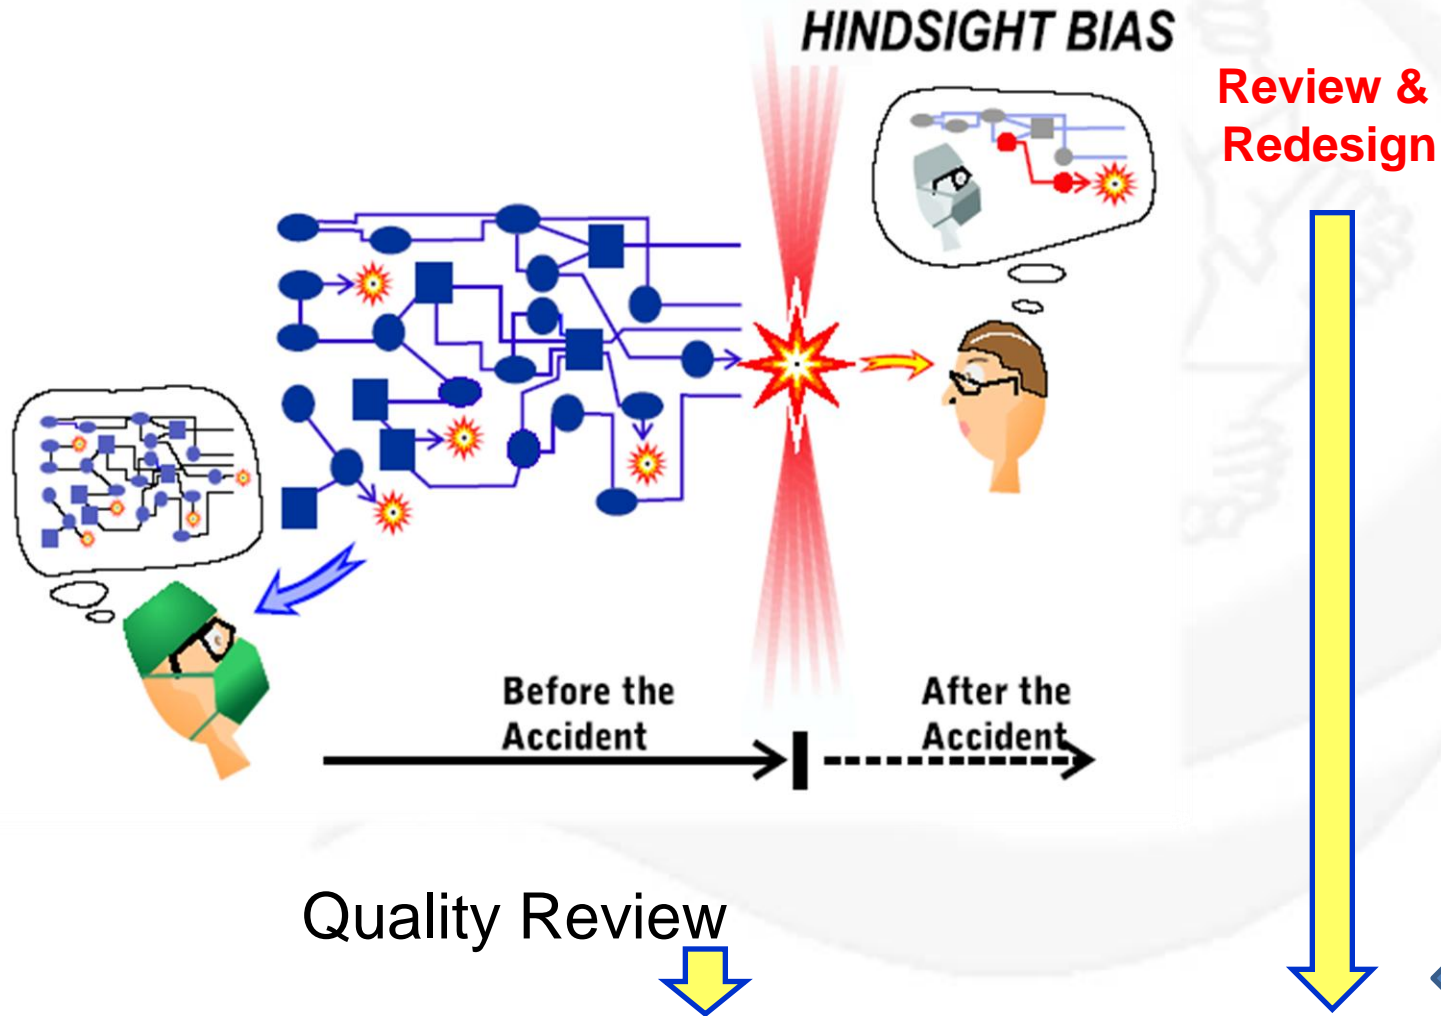 HINDSIGHT BIAS
Review &
Redesign
Before the
Accident
After the
Accident
Quality Review